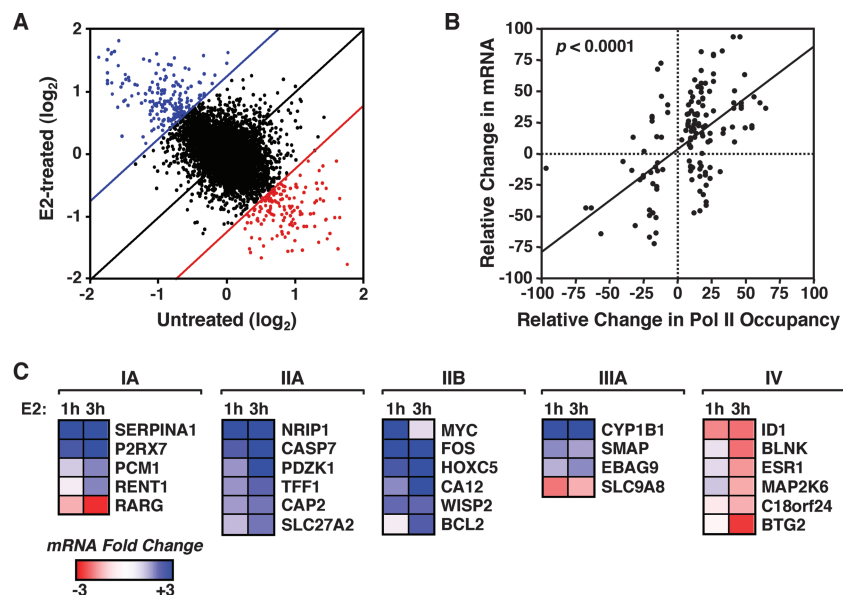 A
2
1
0
-1
-2
-2
-1
0
1
2
E2-treated (log2)
Untreated (log2)
B
p < 0.0001
100
75
50
25
0
-25
-50
-75
-100
-100
-75
-50
-25
0
25
50
75
100
Relative Change in mRNA
Relative Change in Pol II Occupancy
C
IA
IIA
IIB
IIIA
IV
E2:
1h 3h
SERPINA1
P2RX7
PCM1
RENT1
RARG
1h 3h
NRIP1
CASP7
PDZK1
TFF1
CAP2
SLC27A2
1h 3h
MYC
FOS
HOXC5
CA12
WISP2
BCL2
1h 3h
CYP1B1
SMAP
EBAG9
SLC9A8
1h 3h
ID1
BLNK
ESR1
MAP2K6
C18orf24
BTG2
mRNA Fold Change
-3 +3